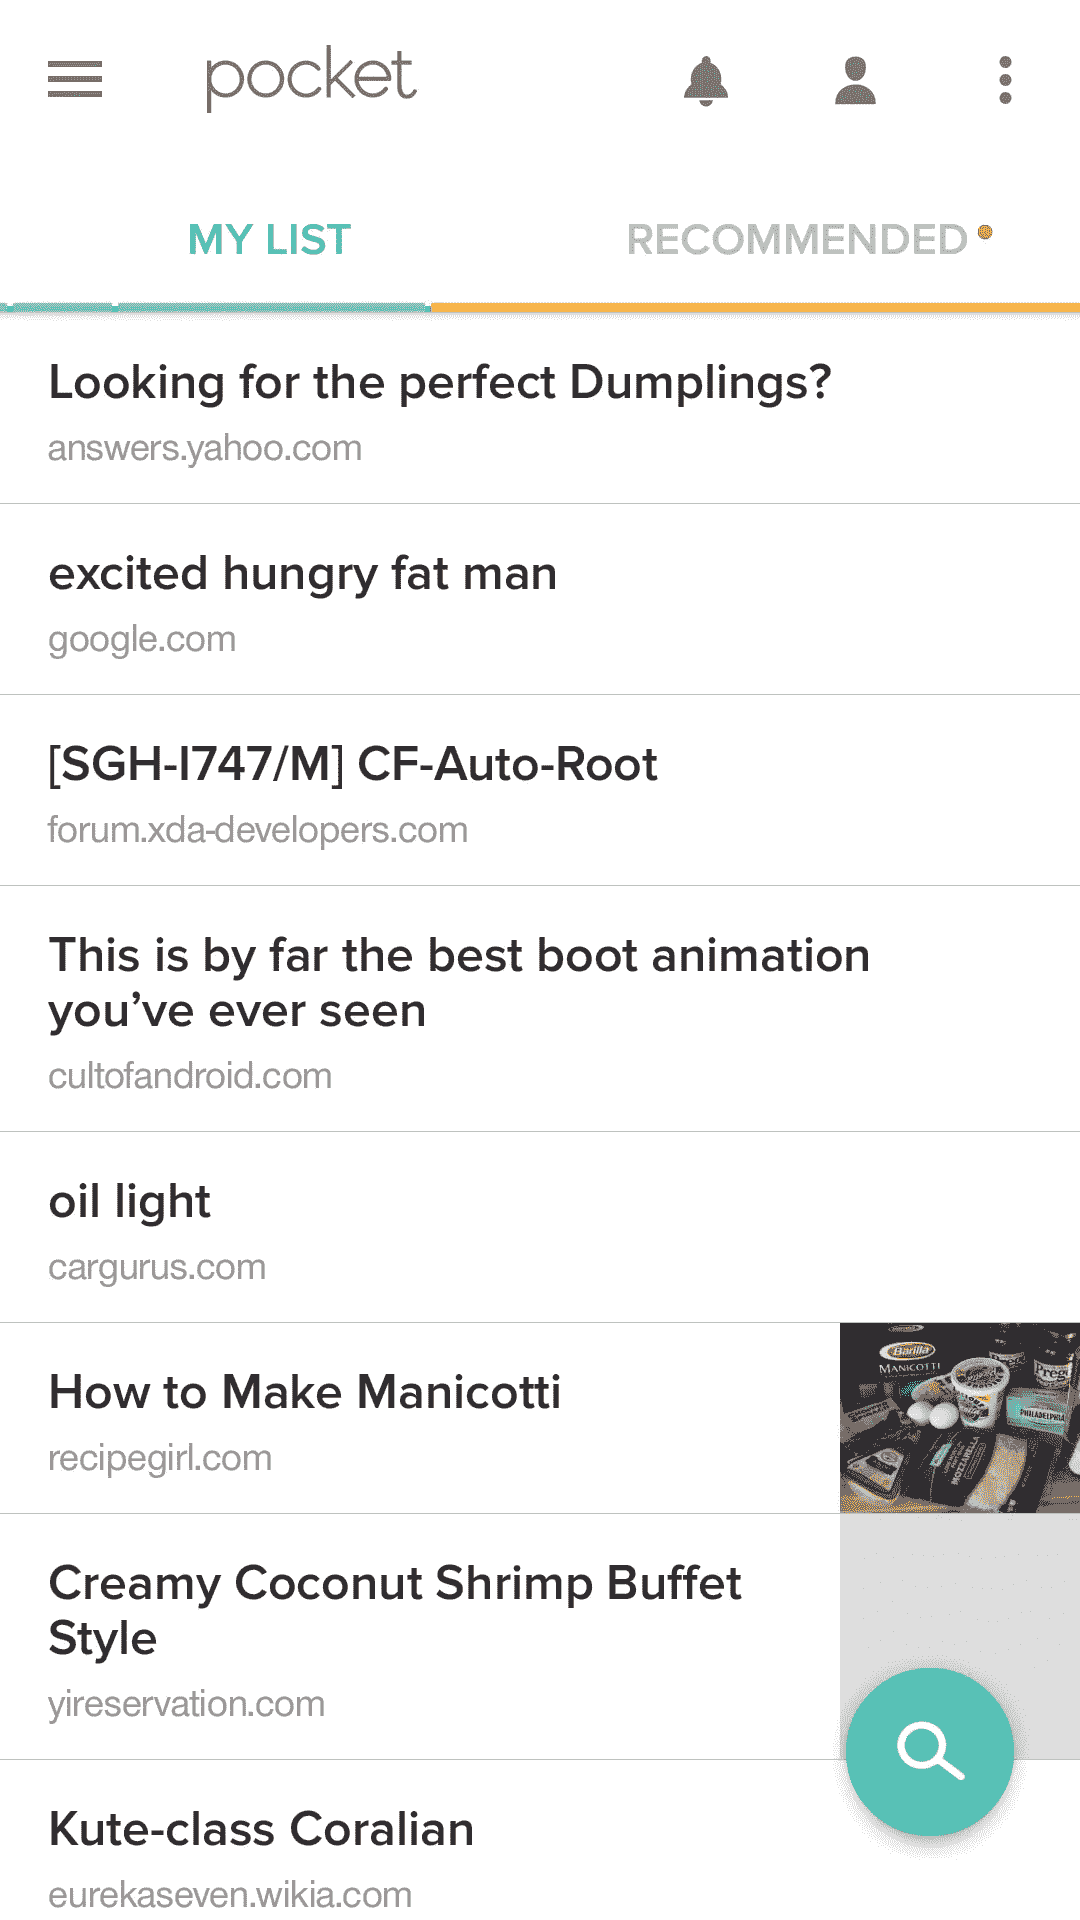 pocket
MY LIST
RECOMMENDED
Looking for the perfect Dumplings?
answers.yahoo.com
excited hungry fat man
google.com
[SGH-I747/M] CF-Auto-Root
forum.xda-developers.com
This is by far the best boot animation
you’ve ever seen
cultofandroid.com
oil light
cargurus.com
How to Make Manicotti
recipegirl.com
Barilla
MANICOTTI
PHILADELPHIA
MOZZARELLA
Creamy Coconut Shrimp Buffet
Style
yireservation.com
Kute-class Coralian
eurekaseven.wikia.com